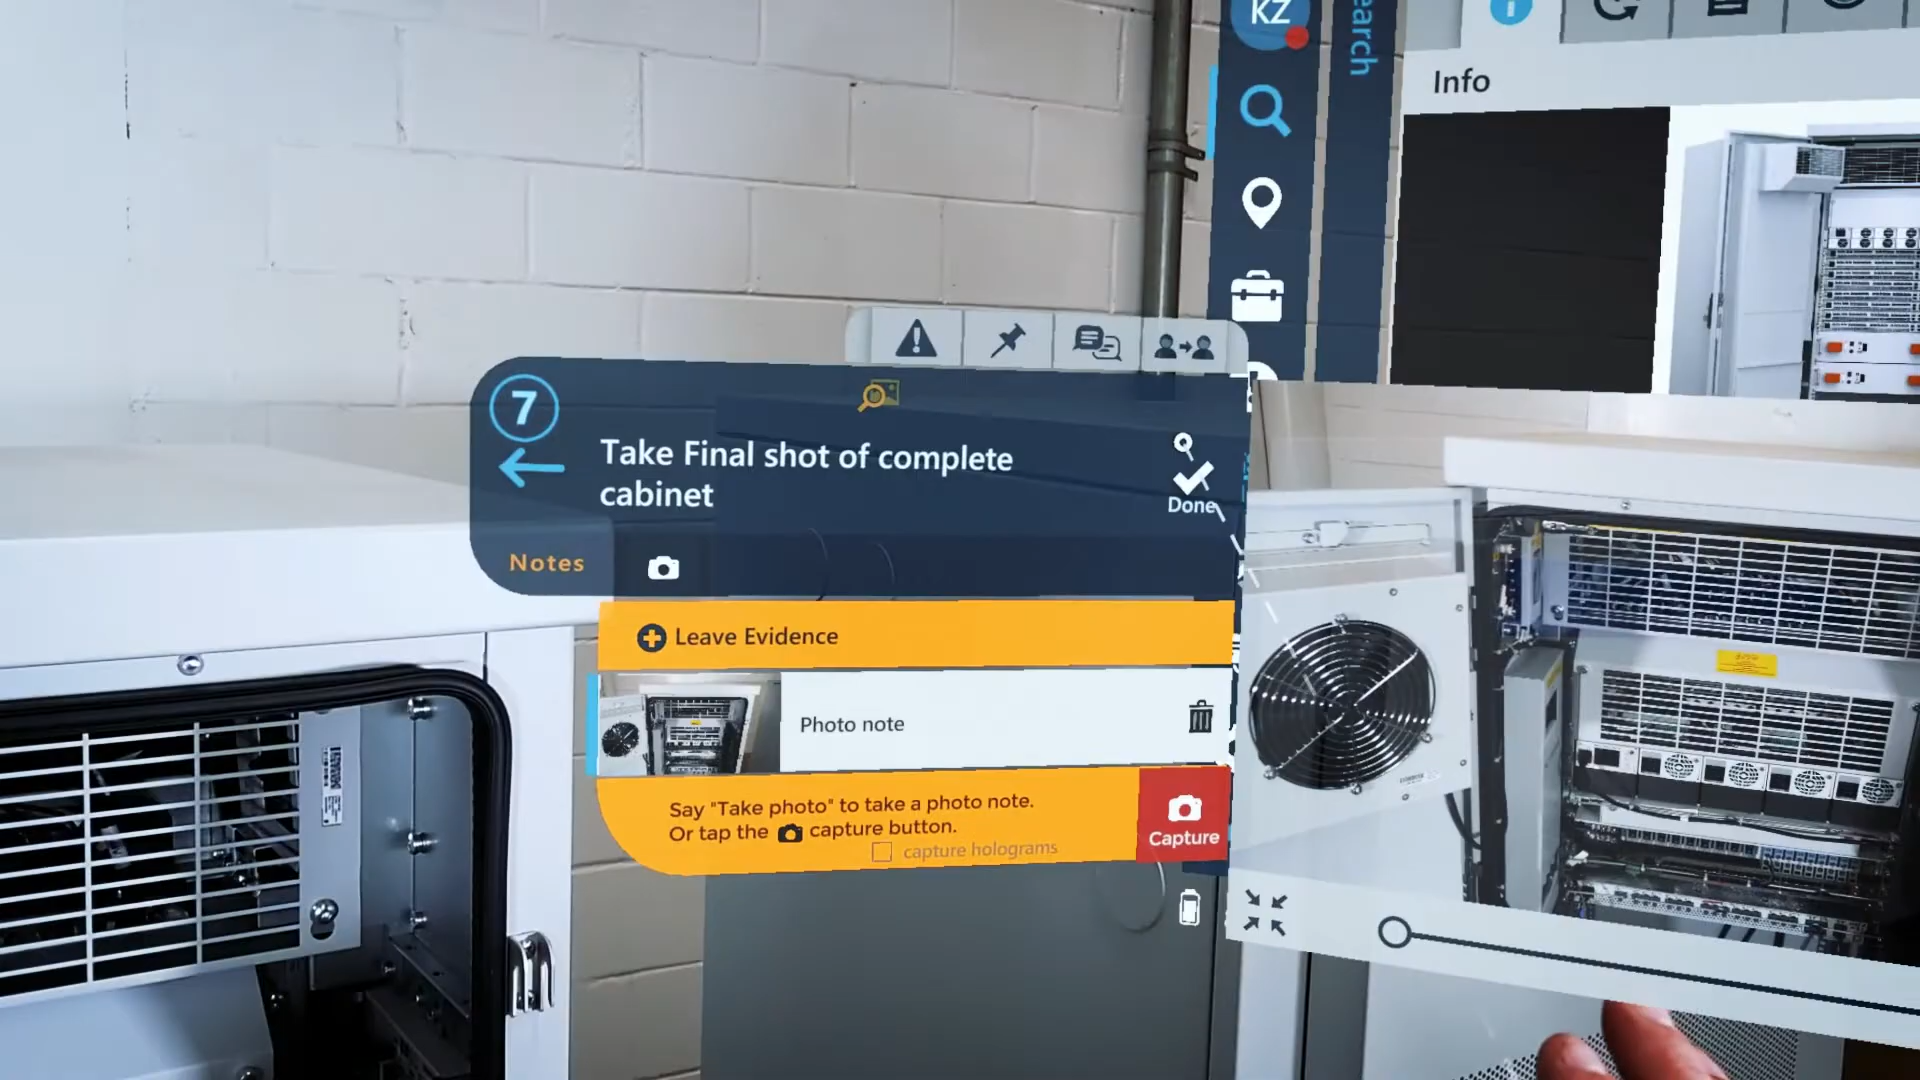 KZ
earch
Info
7
Take Final shot of complete
cabinet
Done
Notes
Leave Evidence
Photo note
Say "Take photo" to take a photo note.
Or tap the capture button.
capture holograms
Capture